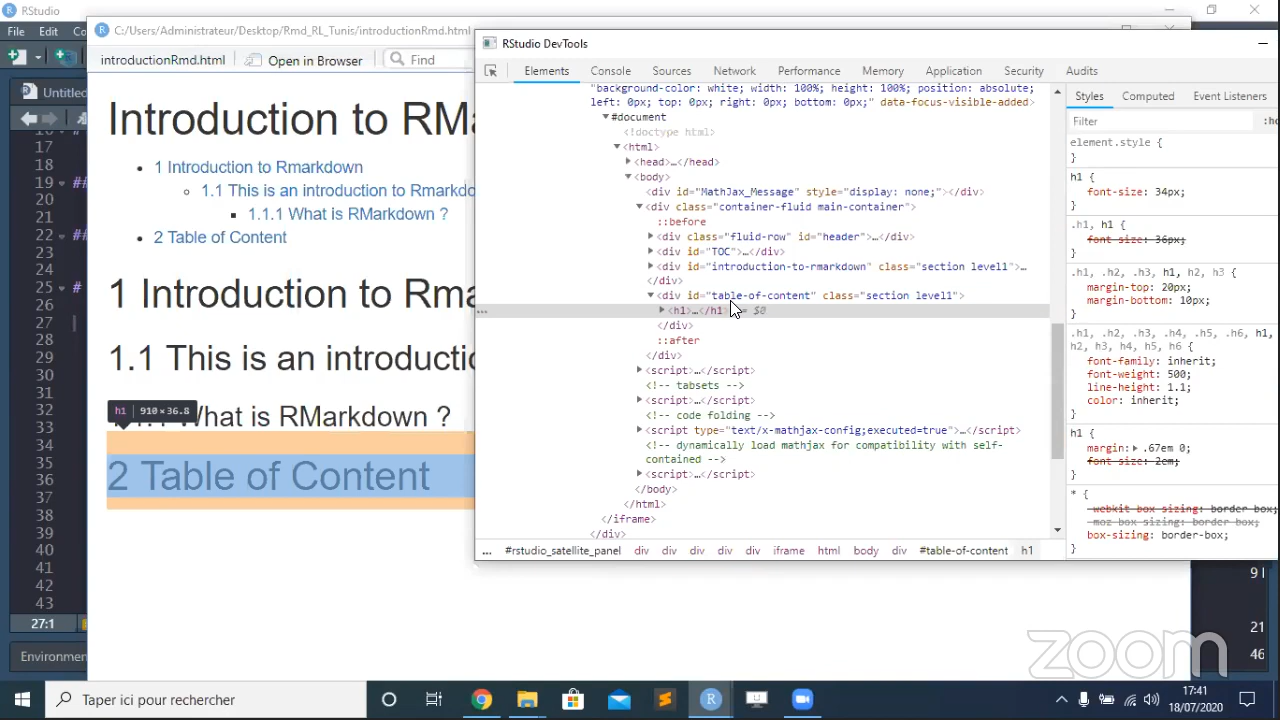 RStudio
File Edit Co
Untitled
16
17
18
19 ##
20
21
22 ##
23
24
25 #
26
27
28
29
30
31
32
33
34
35
36
37
38
39
40
41
42
43
27:1
Environmen
C:/Users/Administrateur/Desktop/Rmd_RL_Tunis/introductionRmd.html
introductionRmd.html Open in Browser Find
Introduction to RMa
1 Introduction to Rmarkdown
1.1 This is an introduction to Rmarkdo
1.1.1 What is RMarkdown ?
2 Table of Content
1 Introduction to Rma
1.1 This is an introductio
h1 910 × 36.8
What is RMarkdown ?
2 Table of Content
RStudio DevTools
Elements Console Sources Network Performance Memory Application Security Audits
"background-color: white; width: 100%; height: 100%; position: absolute;
left: 0px; top: 0px; right: 0px; bottom: 0px;" data-focus-visible-added>
#document
<!doctype html>
<html>
<head>…</head>
<body>
<div id="MathJax_Message" style="display: none;"></div>
<div class="container-fluid main-container">
::before
<div class="fluid-row" id="header">…</div>
<div id="TOC">…</div>
<div id="introduction-to-rmarkdown" class="section level1">…
</div>
<div id="table-of-content" class="section level1">
… <h1>…</h1> == $0
</div>
::after
</div>
<script>…</script>
<!-- tabsets -->
<script>…</script>
<!-- code folding -->
<script type="text/x-mathjax-config;executed=true">…</script>
<!-- dynamically load mathjax for compatibility with self-
contained -->
<script>…</script>
</body>
</html>
</iframe>
</div>
… #rstudio_satellite_panel div div div div div iframe html body div #table-of-content h1
Styles Computed Event Listeners
Filter :ho
element.style {
}
h1 {
font-size: 34px;
}
.h1, h1 {
font-size: 36px;
}
.h1, .h2, .h3, h1, h2, h3 {
margin-top: 20px;
margin-bottom: 10px;
}
.h1, .h2, .h3, .h4, .h5, .h6, h1,
h2, h3, h4, h5, h6 {
font-family: inherit;
font-weight: 500;
line-height: 1.1;
color: inherit;
}
h1 {
margin: .67em 0;
font-size: 2em;
}
* {
-webkit-box-sizing: border-box;
-moz-box-sizing: border-box;
box-sizing: border-box;
}
21
46
zoom
Taper ici pour rechercher
17:41
18/07/2020